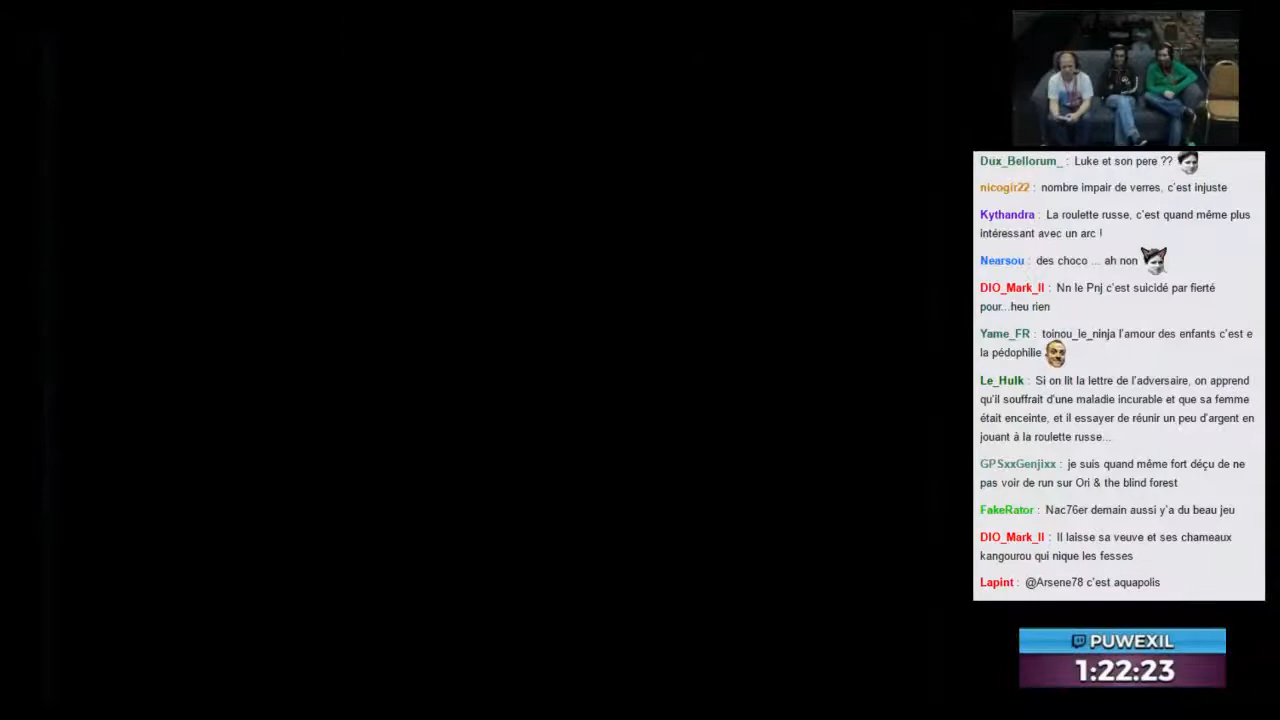 Dux_Bellorum_ : Luke et son pere ??
nicogir22 : nombre impair de verres, c'est injuste
Kythandra : La roulette russe, c'est quand même plus
intéressant avec un arc !
Nearsou : des choco ... ah non
DIO_Mark_II : Nn le Pnj c'est suicidé par fierté
pour...heu rien
Yame_FR : toinou_le_ninja l'amour des enfants c'est e
la pédophilie
Le_Hulk : Si on lit la lettre de l'adversaire, on apprend
qu'il souffrait d'une maladie incurable et que sa femme
était enceinte, et il essayer de réunir un peu d'argent en
jouant à la roulette russe...
GPSxxGenjixx : je suis quand même fort déçu de ne
pas voir de run sur Ori & the blind forest
FakeRator : Nac76er demain aussi y'a du beau jeu
DIO_Mark_II : Il laisse sa veuve et ses chameaux
kangourou qui nique les fesses
Lapint : @Arsene78 c'est aquapolis
PUWEXIL
1:22:23